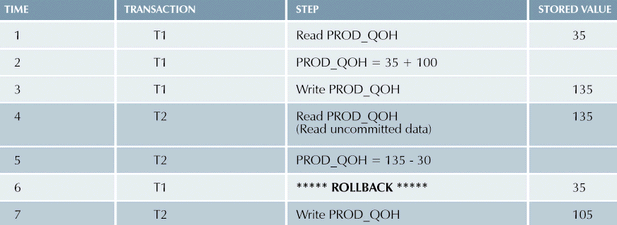 TIME TRANSACTION STEP STORED VALUE
1 T1 Read PROD_QOH 35
2 T1 PROD_QOH = 35 + 100
3 T1 Write PROD_QOH 135
4 T2 Read PROD_QOH 135
(Read uncommitted data)
5 T2 PROD_QOH = 135 - 30
6 T1 ***** ROLLBACK ***** 35
7 T2 Write PROD_QOH 105